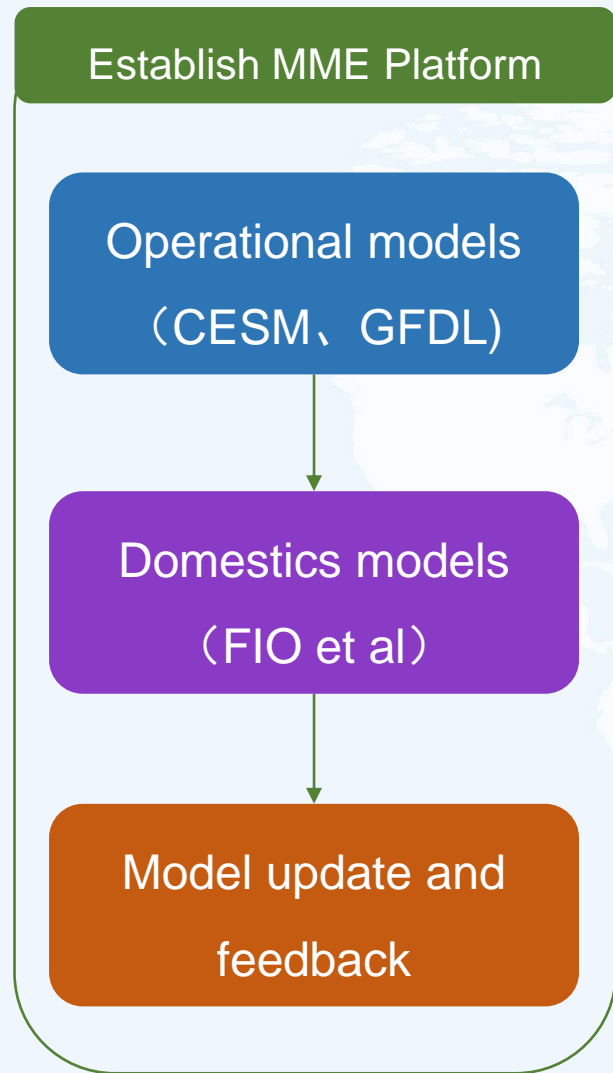 Establish MME Platform
Operational models
（CESM、GFDL)
Domestics models
（FIO et al）
Model update and
feedback